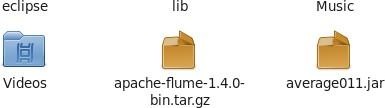 eclipse
lib
Music
Videos
apache-flume-1.4.0-
bin.tar.gz
average011.jar